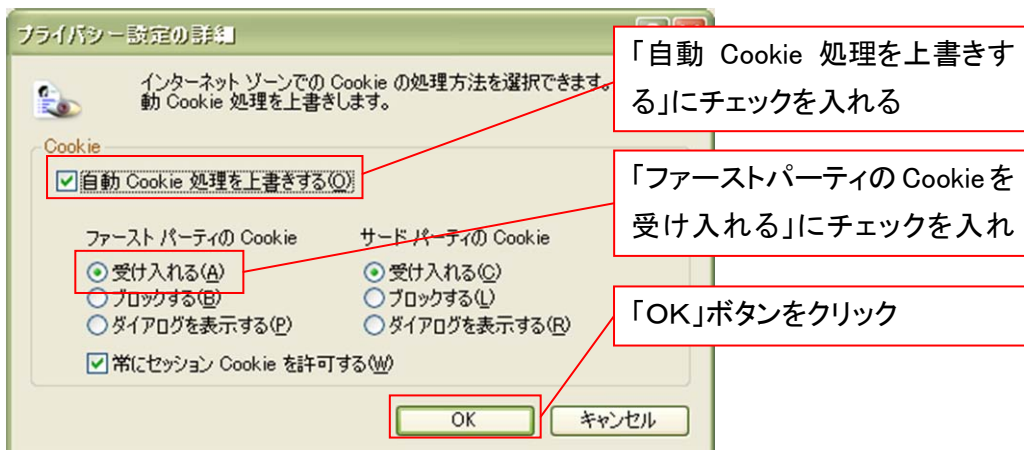 プライバシー設定の詳細
インターネット ゾーンでの Cookie の処理方法を選択できます。
動 Cookie 処理を上書きします。
「自動 Cookie 処理を上書きす
る」にチェックを入れる
Cookie
自動 Cookie 処理を上書きする(O)
「ファーストパーティの Cookie を
受け入れる」にチェックを入れ
ファースト パーティの Cookie
サード パーティの Cookie
受け入れる(A)
受け入れる(C)
ブロックする(B)
ブロックする(L)
ダイアログを表示する(P)
ダイアログを表示する(R)
「OK」ボタンをクリック
常にセッション Cookie を許可する(W)
OK
キャンセル